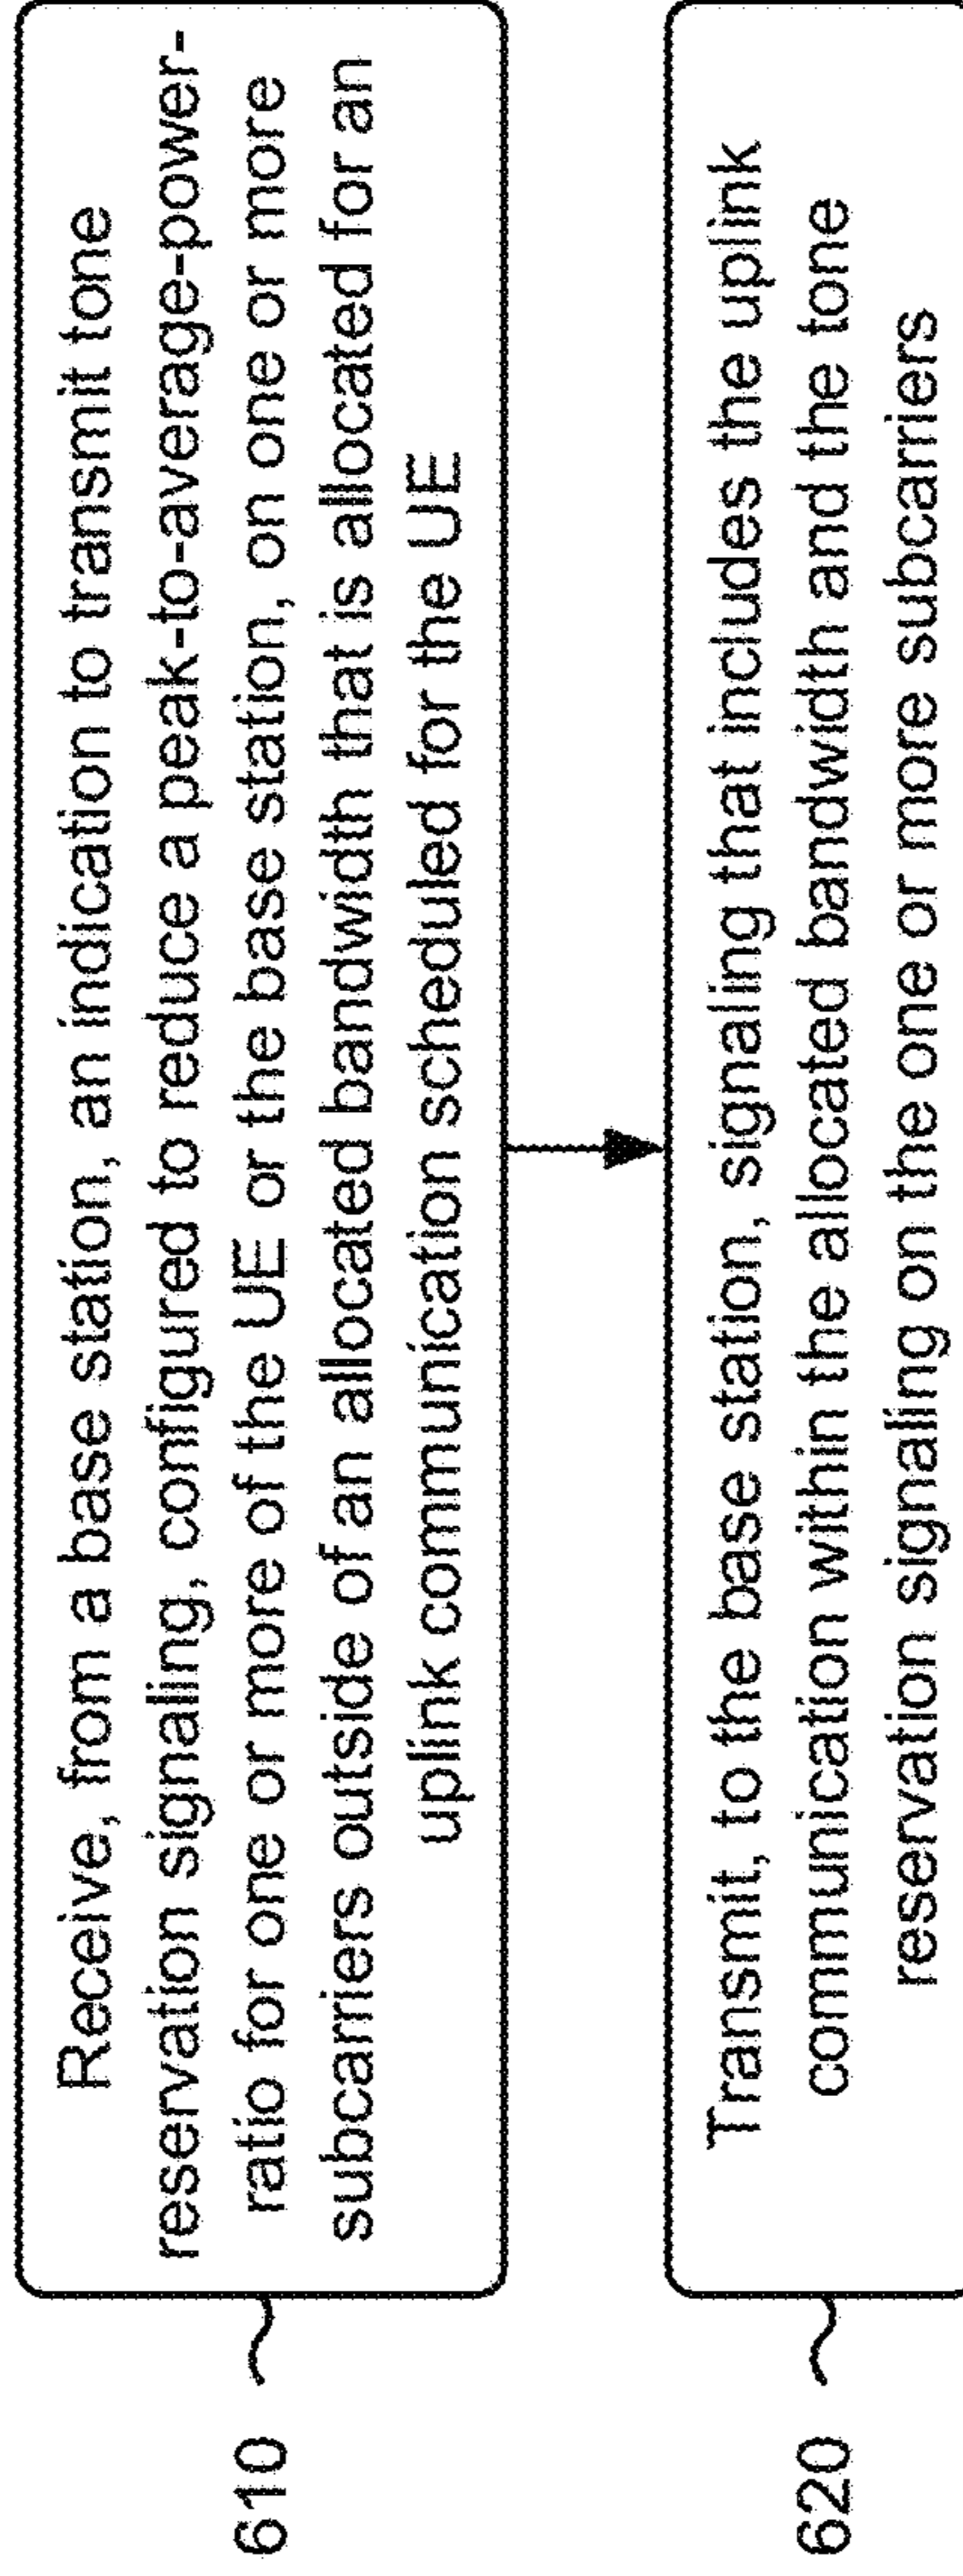 610
Receive, from a base station, an indication to transmit tone
reservation signaling, configured to reduce a peak-to-average-power-
ratio for one or more of the UE or the base station, on one or more
subcarriers outside of an allocated bandwidth that is allocated for an
uplink communication scheduled for the UE
620
Transmit, to the base station, signaling that includes the uplink
communication within the allocated bandwidth and the tone
reservation signaling on the one or more subcarriers